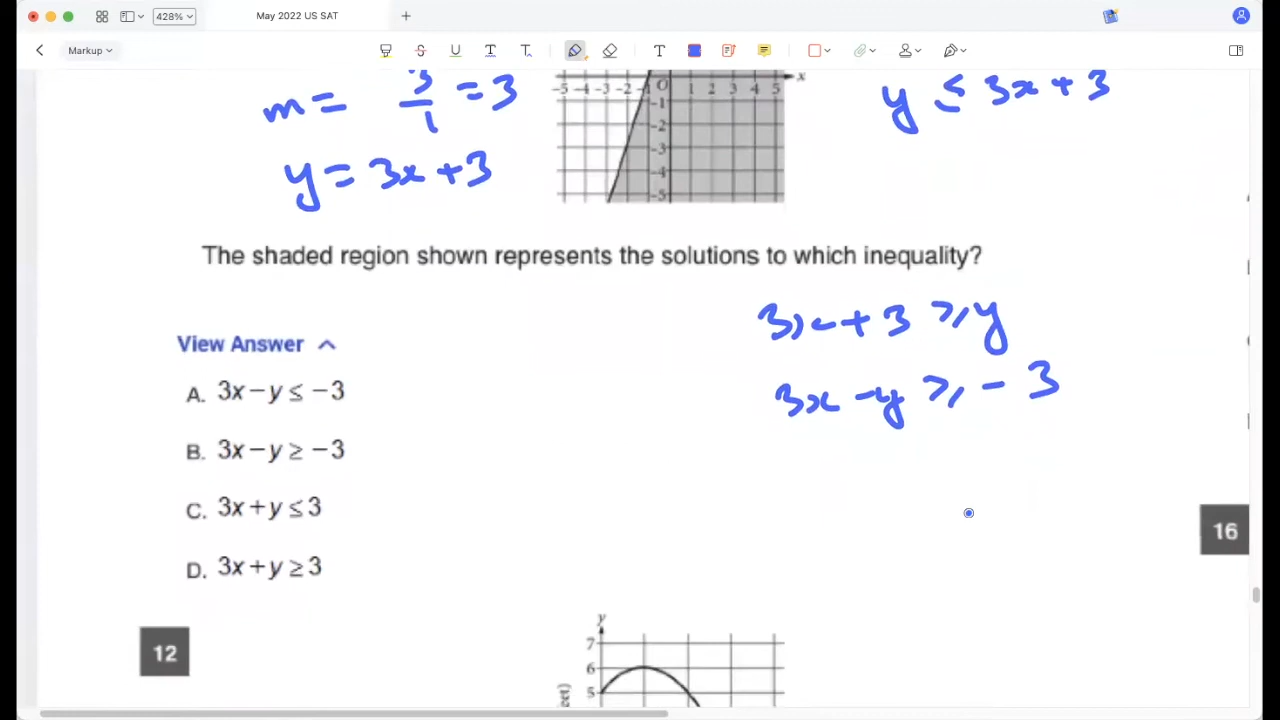 428%
May 2022 US SAT
Markup
m = 3/1 = 3
y = 3x + 3
-5 -4 -3 -2 -1 O 1 2 3 4 5 x
-1
-2
-3
-4
-5
y ≤ 3x + 3
The shaded region shown represents the solutions to which inequality?
3x + 3 ≥ y
3x - y ≥ - 3
View Answer
A. 3x − y ≤ −3
B. 3x − y ≥ −3
C. 3x + y ≤ 3
D. 3x + y ≥ 3
16
12
y
7
6
5